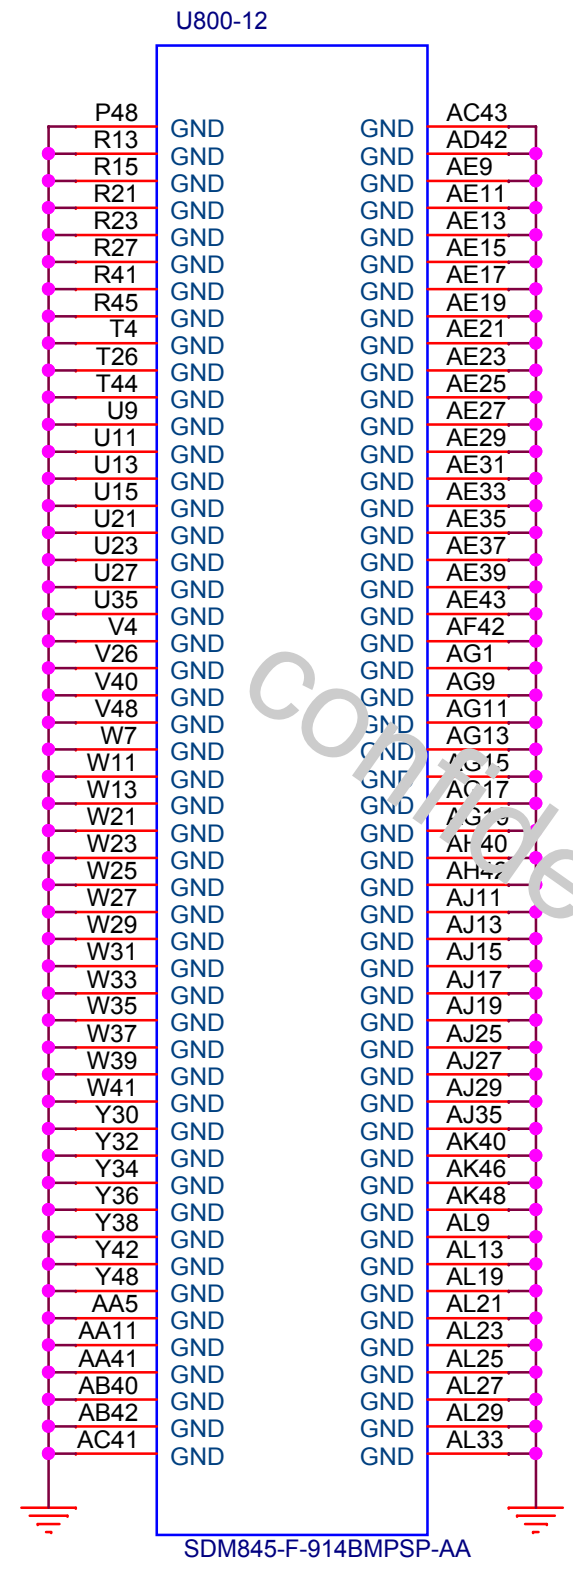 U800-12
P48 GND GND AC43
R13 GND GND AD42
R15 GND GND AE9
R21 GND GND AE11
R23 GND GND AE13
R27 GND GND AE15
R41 GND GND AE17
R45 GND GND AE19
T4 GND GND AE21
T26 GND GND AE23
T44 GND GND AE25
U9 GND GND AE27
U11 GND GND AE29
U13 GND GND AE31
U15 GND GND AE33
U21 GND GND AE35
U23 GND GND AE37
U27 GND GND AE39
U35 GND GND AE43
V4 GND GND AF42
V26 GND GND AG1
V40 GND GND AG9
V48 GND GND AG11
W7 GND GND AG13
W11 GND GND AG15
W13 GND GND AG17
W21 GND GND AG19
W23 GND GND AH40
W25 GND GND AH42
W27 GND GND AJ11
W29 GND GND AJ13
W31 GND GND AJ15
W33 GND GND AJ17
W35 GND GND AJ19
W37 GND GND AJ25
W39 GND GND AJ27
W41 GND GND AJ29
Y30 GND GND AJ35
Y32 GND GND AK40
Y34 GND GND AK46
Y36 GND GND AK48
Y38 GND GND AL9
Y42 GND GND AL13
Y48 GND GND AL19
AA5 GND GND AL21
AA11 GND GND AL23
AA41 GND GND AL25
AB40 GND GND AL27
AB42 GND GND AL29
AC41 GND GND AL33
SDM845-F-914BMPSP-AA
confide